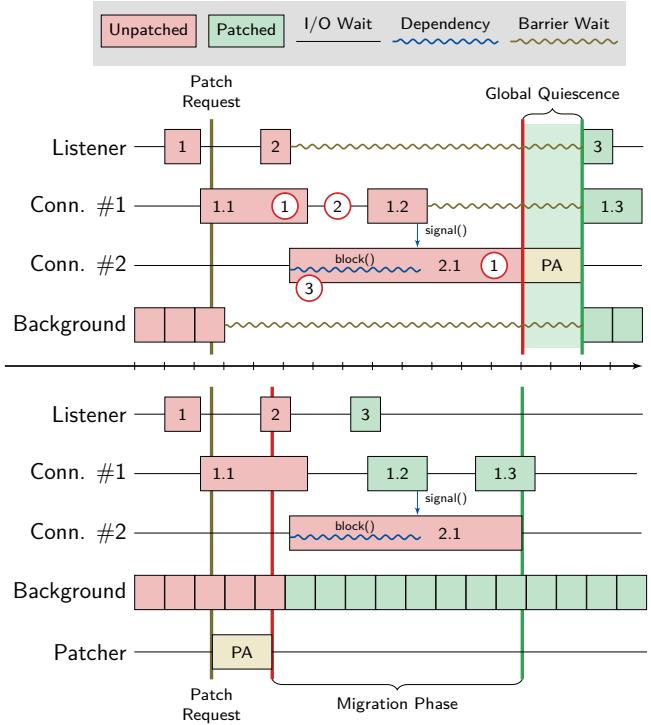 Unpatched Patched I/O Wait Dependency Barrier Wait
Patch
Request
Global Quiescence
Listener 1 2 3
Conn. #1 1.1 1 2 1.2 1.3
signal()
Conn. #2 block() 2.1 1 PA
3
Background
Listener 1 2 3
Conn. #1 1.1 1.2 1.3
signal()
Conn. #2 block() 2.1
Background
Patcher PA
Patch
Request
Migration Phase